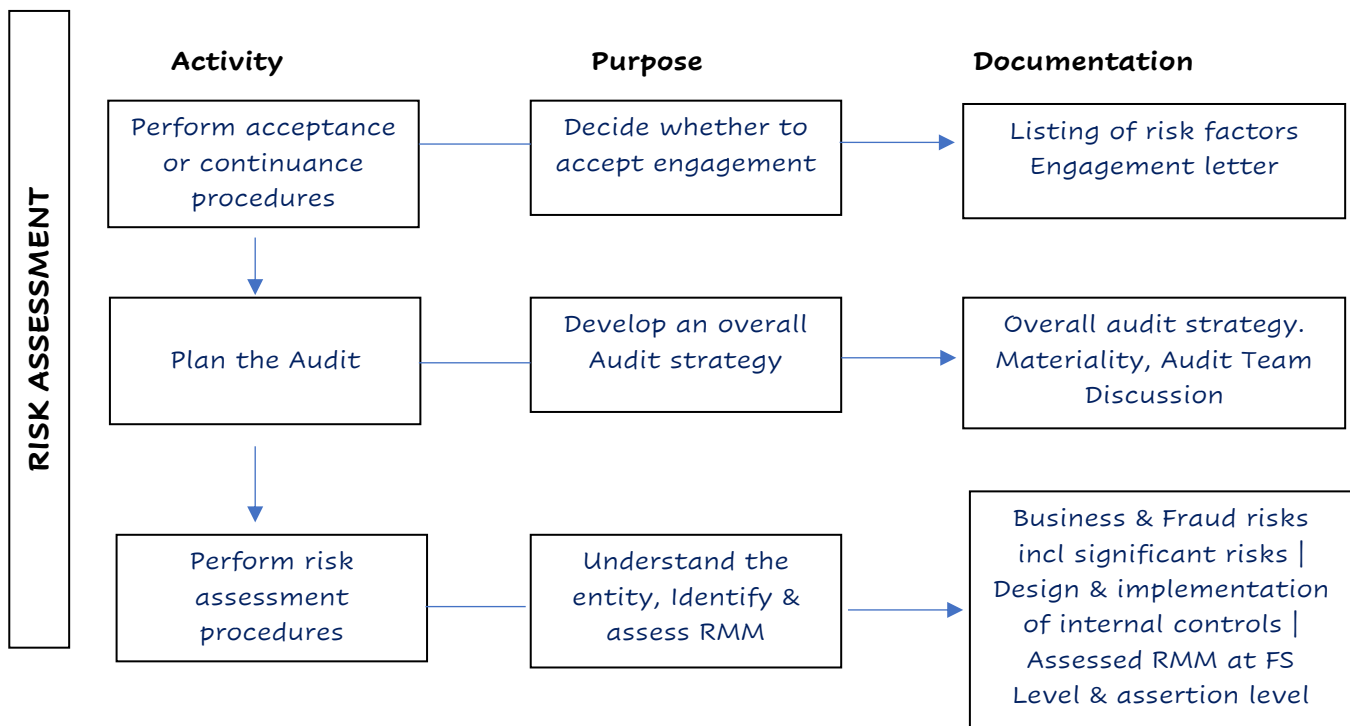 RISK ASSESSMENT
Activity
Purpose
Documentation
Perform acceptance
or continuance
procedures
Decide whether to
accept engagement
Listing of risk factors
Engagement letter
Plan the Audit
Develop an overall
Audit strategy
Overall audit strategy.
Materiality, Audit Team
Discussion
Perform risk
assessment
procedures
Understand the
entity, Identify &
assess RMM
Business & Fraud risks
incl significant risks |
Design & implementation
of internal controls |
Assessed RMM at FS
Level & assertion level